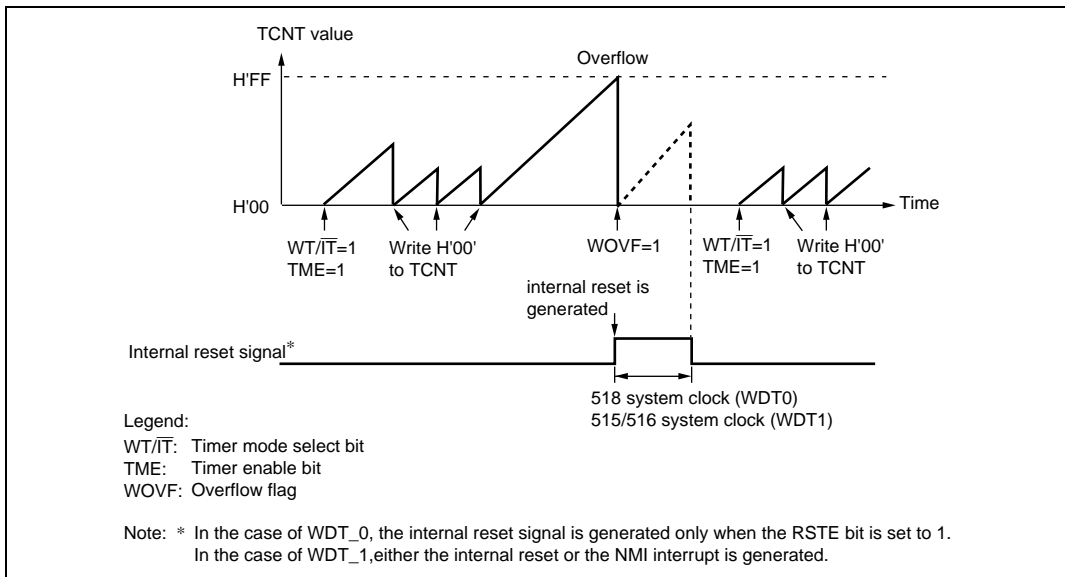 TCNT value
Overflow
H'FF
H'00
Time
WT/IT=1
TME=1
Write H'00'
to TCNT
WOVF=1
WT/IT=1
TME=1
Write H'00'
to TCNT
internal reset is
generated
Internal reset signal*
518 system clock (WDT0)
515/516 system clock (WDT1)
Legend:
WT/IT: Timer mode select bit
TME: Timer enable bit
WOVF: Overflow flag
Note: * In the case of WDT_0, the internal reset signal is generated only when the RSTE bit is set to 1.
In the case of WDT_1,either the internal reset or the NMI interrupt is generated.